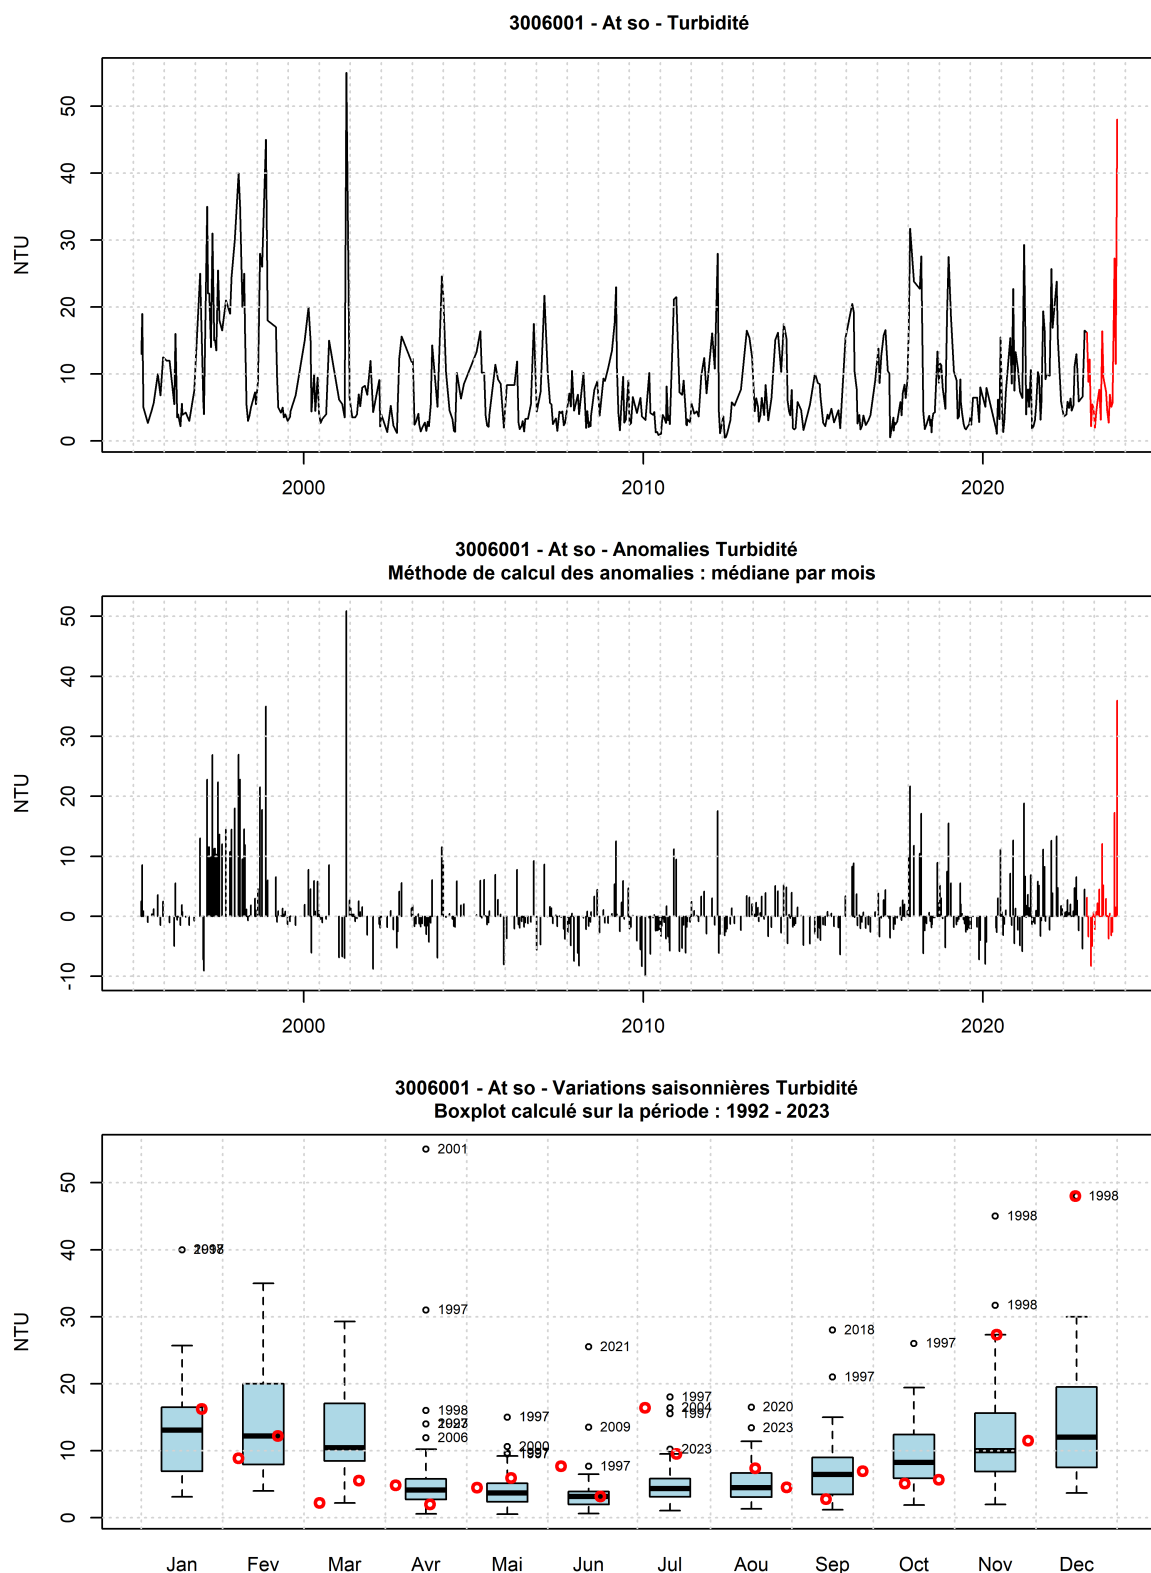 3006001 - At so - Turbidité
NTU
50
40
30
20
10
0
2000
2010
2020
3006001 - At so - Anomalies Turbidité
Méthode de calcul des anomalies : médiane par mois
NTU
50
40
30
20
10
0
-10
2000
2010
2020
3006001 - At so - Variations saisonnières Turbidité
Boxplot calculé sur la période : 1992 - 2023
NTU
50
40
30
20
10
0
2001
1998
1998
1997
1998
2018
1997
1997
2021
1997
2004
1997
2020
1998
2006
1997
2000
1997
2009
1997
2023
2023
Jan
Fev
Mar
Avr
Mai
Jun
Jul
Aou
Sep
Oct
Nov
Dec